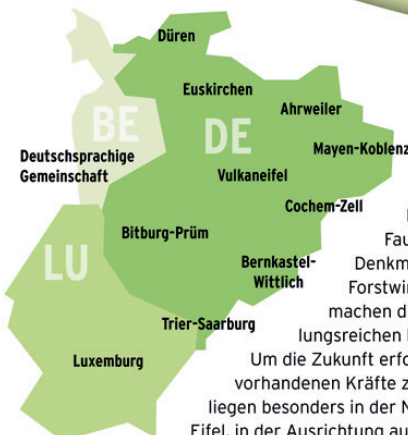 Düren
Euskirchen
Ahrweiler
BE
DE
Deutschsprachige
Gemeinschaft
Mayen-Koblenz
Vulkaneifel
Cochem-Zell
Bitburg-Prüm
LU
Bernkastel-
Wittlich
Trier-Saarburg
Luxemburg
Forstwir
machen d
lungsreichen
Um die Zukunft erfo
vorhandenen Kräfte z
liegen besonders in der N
Eifel, in der Ausrichtung au